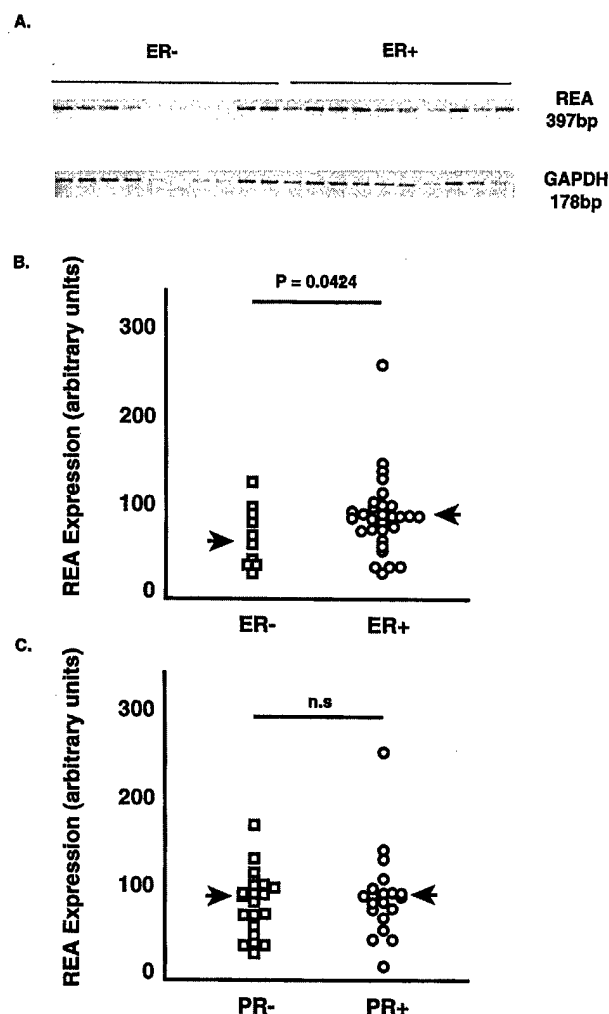 A.
ER- ER+
REA
397bp
GAPDH
178bp
B.
P = 0.0424
REA Expression (arbitrary units)
300
200
100
0
ER- ER+
C.
n.s
REA Expression (arbitrary units)
300
200
100
0
PR- PR+